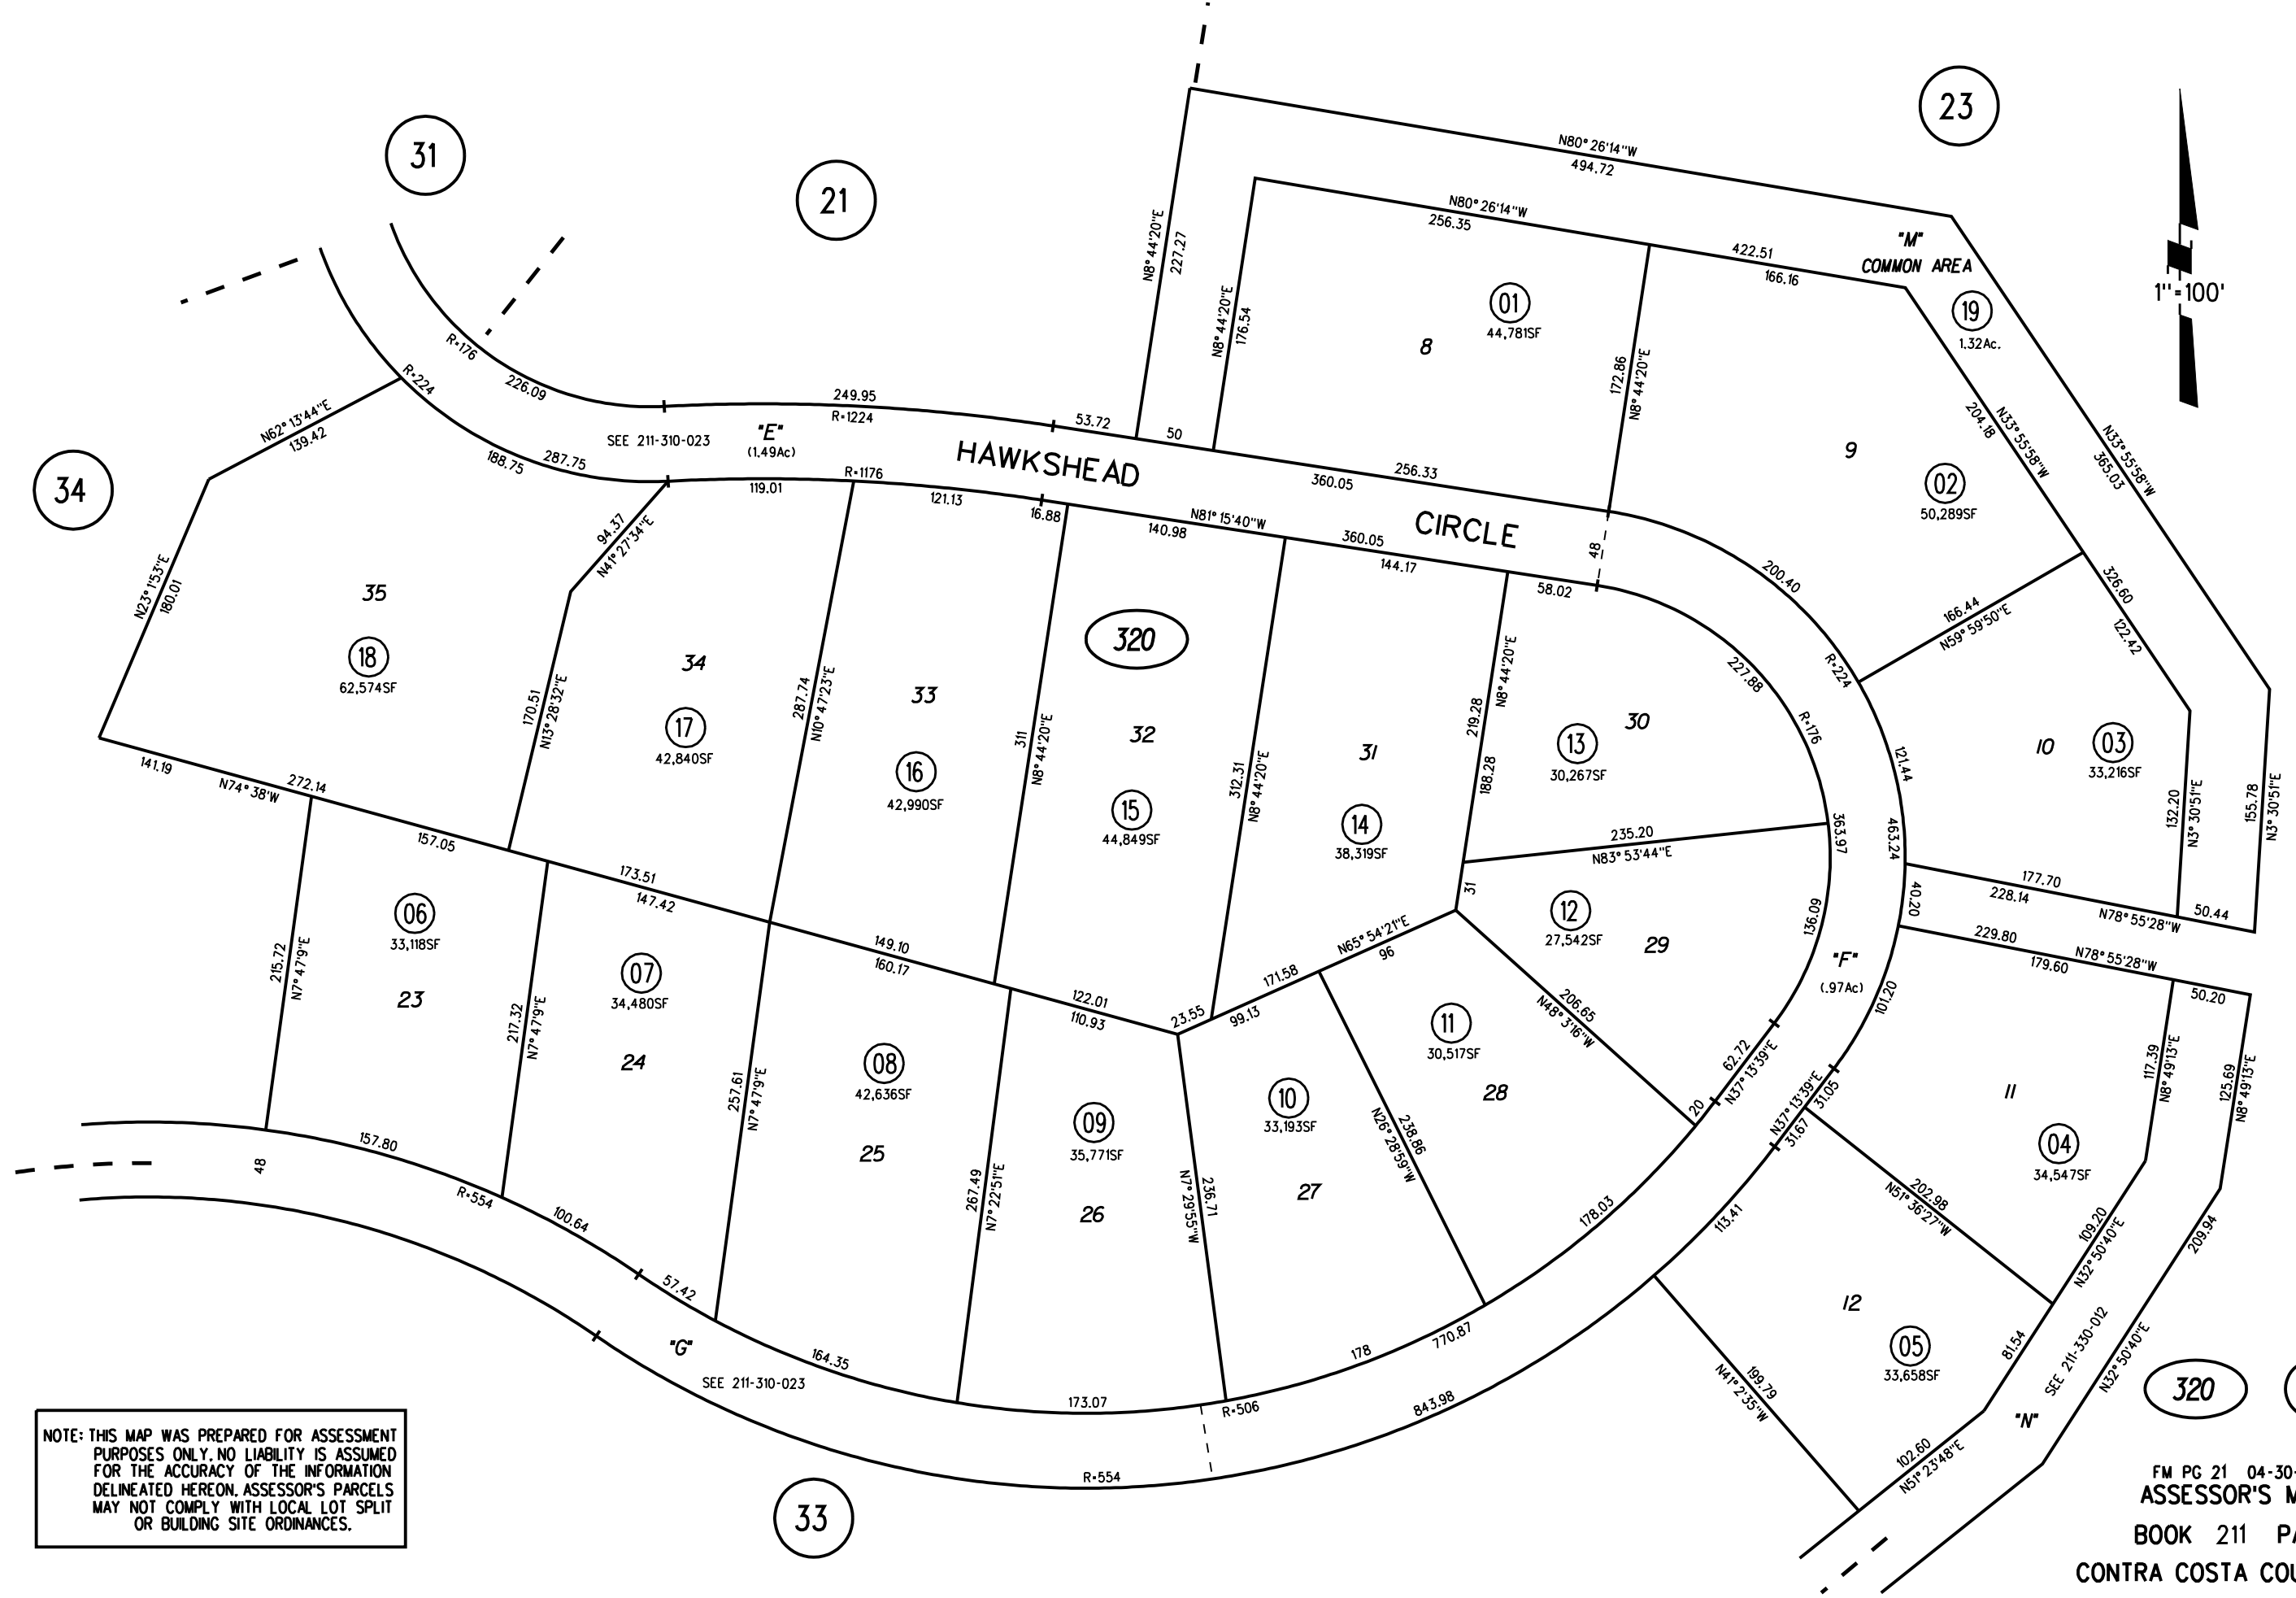 23
31
21
34
33
N80°26'14"W
494.72
N8°44'20"E
227.27
N80°26'14"W
256.35
422.51
166.16
"M"
COMMON AREA
19
1.32Ac.
1"=100'
N8°44'20"E
176.54
01
44,781SF
8
172.86
N8°44'20"E
9
02
50,289SF
204.18
N33°55'58"W
365.03
N33°55'58"W
R=176
226.09
R=224
188.75
287.75
249.95
R=1224
53.72
50
SEE 211-310-023
"E"
(1.49Ac)
HAWKSHEAD
CIRCLE
256.33
360.05
R=1176
119.01
121.13
16.88
140.98
N81°15'40"W
360.05
144.17
58.02
48
200.40
R=224
N62°13'44"E
139.42
N23°1'53"E
180.01
35
18
62,574SF
94.37
N41°27'34"E
170.51
N13°28'32"E
34
17
42,840SF
287.74
N10°47'23"E
33
16
42,990SF
311
N8°44'20"E
320
32
15
44,849SF
312.31
N8°44'20"E
31
14
38,319SF
219.28
N8°44'20"E
188.28
30
13
30,267SF
227.88
R=176
166.44
N59°59'50"E
326.60
122.42
10
03
33,216SF
121.44
463.24
132.20
N3°30'51"E
155.78
N3°30'51"E
141.19
272.14
N74°38'W
157.05
173.51
147.42
149.10
160.17
122.01
110.93
235.20
N83°53'44"E
363.97
31
12
27,542SF
29
136.09
40.20
177.70
228.14
N78°55'28"W
50.44
229.80
N78°55'28"W
179.60
50.20
"F"
(.97Ac)
101.20
06
33,118SF
23
215.72
N7°47'9"E
07
34,480SF
24
217.32
N7°47'9"E
08
42,636SF
25
257.61
N7°47'9"E
09
35,771SF
26
267.49
N7°22'51"E
23.55
171.58
N65°54'21"E
96
99.13
10
33,193SF
27
236.71
N7°29'55"W
11
30,517SF
28
238.86
N26°28'59"W
206.65
N48°3'16"W
62.72
N37°13'39"E
20
N37°13'39"E
31.05
31.67
11
04
34,547SF
117.39
N8°49'13"E
125.69
N8°49'13"E
202.98
N51°36'27"W
109.20
N32°50'40"E
209.94
48
157.80
R=554
100.64
57.42
164.35
"G"
SEE 211-310-023
173.07
R=506
178
770.87
178.03
113.41
843.98
R=554
12
05
33,658SF
199.79
N41°2'35"W
81.54
SEE 211-330-012
N32°50'40"E
"N"
102.60
N51°23'48"E
320
NOTE: THIS MAP WAS PREPARED FOR ASSESSMENT
PURPOSES ONLY. NO LIABILITY IS ASSUMED
FOR THE ACCURACY OF THE INFORMATION
DELINEATED HEREON. ASSESSOR'S PARCELS
MAY NOT COMPLY WITH LOCAL LOT SPLIT
OR BUILDING SITE ORDINANCES.
FM PG 21 04-30-
ASSESSOR'S M
BOOK 211 PA
CONTRA COSTA COU